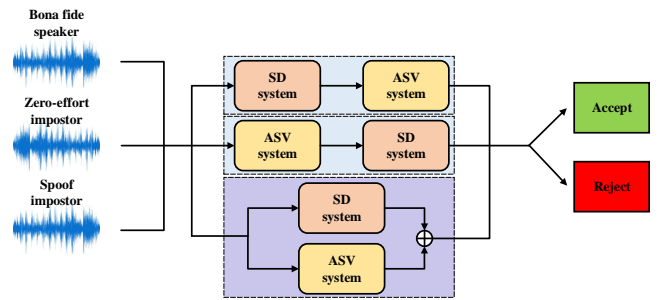 Bona fide
speaker
Zero-effort
impostor
Spoof
impostor
SD
system
ASV
system
ASV
system
SD
system
SD
system
ASV
system
Accept
Reject